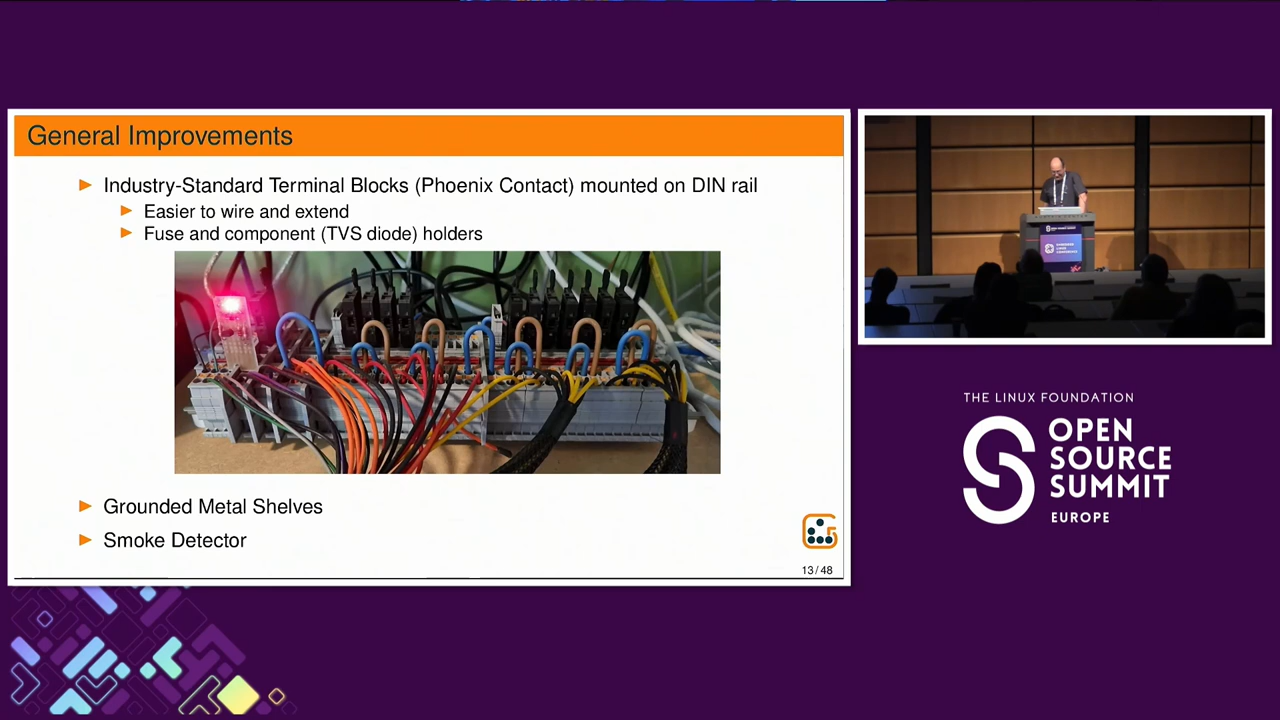 General Improvements
Industry-Standard Terminal Blocks (Phoenix Contact) mounted on DIN rail
Easier to wire and extend
Fuse and component (TVS diode) holders
Grounded Metal Shelves
Smoke Detector
13 / 48
THE LINUX FOUNDATION
OPEN
SOURCE
SUMMIT
EUROPE